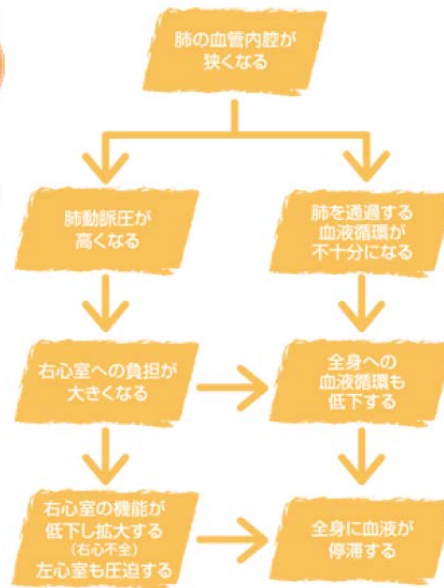 肺の血管内腔が
狭くなる
肺動脈圧が
高くなる
肺を通過する
血液循環が
不十分になる
右心室への負担が
大きくなる
全身への
血液循環も
低下する
右心室の機能が
低下し拡大する
(右心不全)
左心室も圧迫する
全身に血液が
停滞する